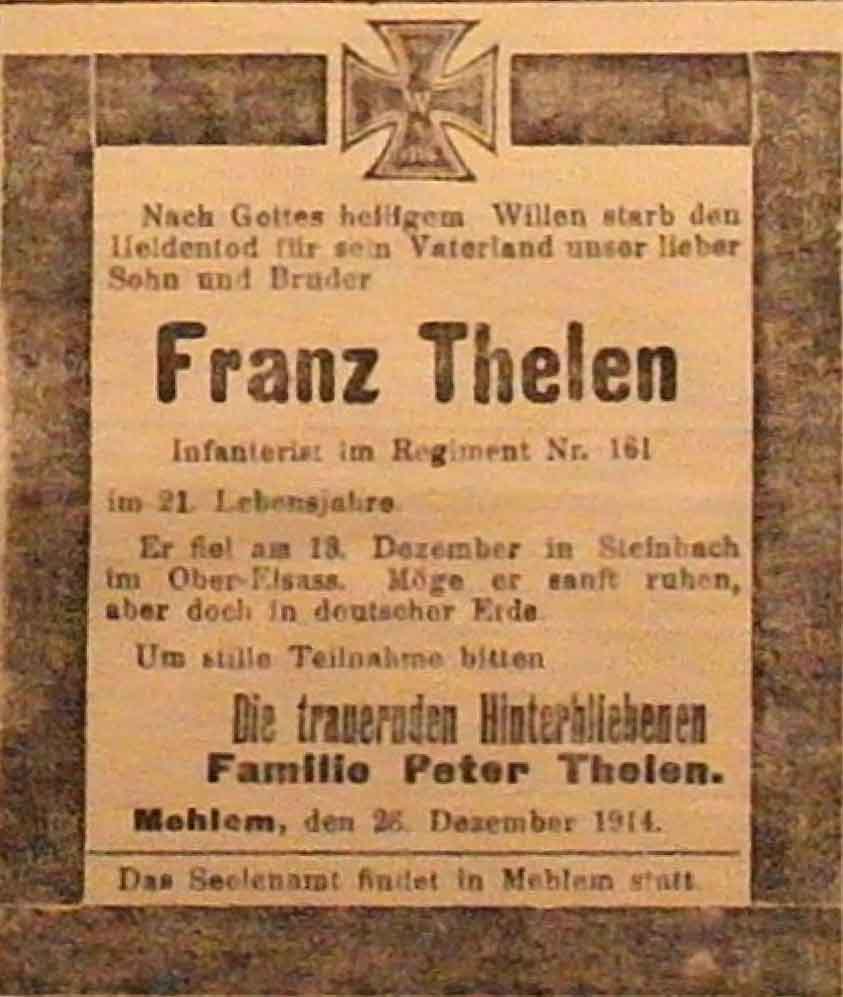 W
Nach Gottes heiligem Willen starb den
Heldentod für sein Vaterland unser lieber
Sohn und Bruder
Franz Thelen
Infanterist im Regiment Nr. 161
im 21. Lebensjahre.
Er fiel am Dezember in Steinbach
im Ober-Elsass. Möge er sanft ruhen,
aber doch in deutscher Erde.
Um stille Teilnahme bitten
Die trauernden Hinterbliebenen
Familie Peter Thelen.
Mehlem, den 26. Dezember 1914.
Das Seelenamt findet in Mehlem statt.